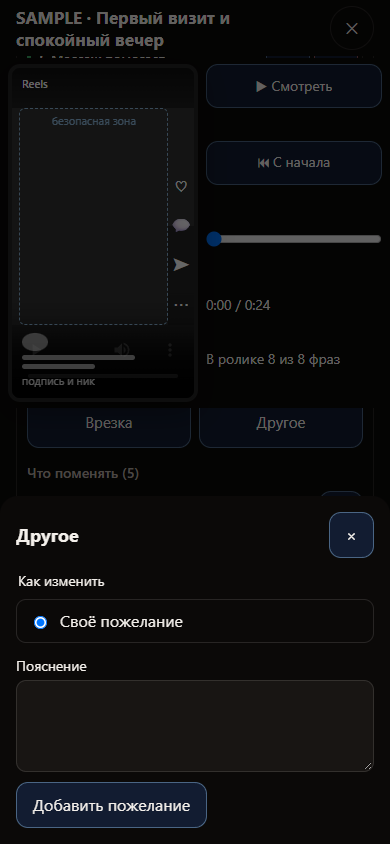 SAMPLE · Первый визит и
спокойный вечер
Reels
безопасная зона
подпись и ник
▶ Смотреть
⏮ С начала
0:00 / 0:24
В ролике 8 из 8 фраз
Врезка
Другое
Что поменять (5)
Другое
×
Как изменить
Своё пожелание
Пояснение
Добавить пожелание